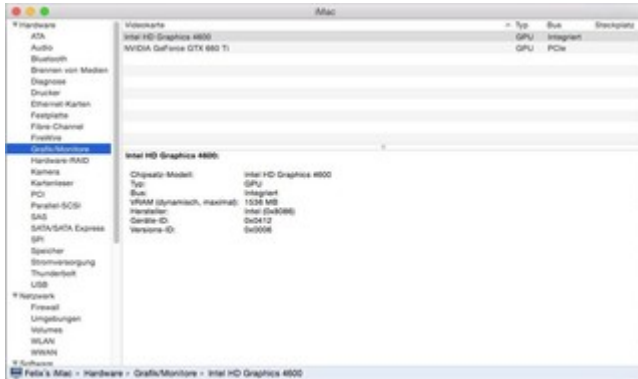 iMac
Hardware
ATA
Audio
Bluetooth
Brennen von Medien
Diagnose
Drucker
Ethernet-Karten
Festplatte
Fibre-Channel
FireWire
Grafik/Monitore
Hardware-RAID
Kamera
Kartenleser
PCI
Parallel-SCSI
SAS
SATA/SATA Express
SPI
Speicher
Stromversorgung
Thunderbolt
USB
Netzwerk
Firewall
Umgebungen
Volumes
WLAN
WWAN
Software
Videokarte Typ Bus Steckplatz
Intel HD Graphics 4600 GPU Integriert
NVIDIA GeForce GTX 660 Ti GPU PCIe
Intel HD Graphics 4600:
Chipsatz-Modell: Intel HD Graphics 4600
Typ: GPU
Bus: Integriert
VRAM (dynamisch, maximal): 1536 MB
Hersteller: Intel (0x8086)
Geräte-ID: 0x0412
Versions-ID: 0x0006
Felix's iMac › Hardware › Grafik/Monitore › Intel HD Graphics 4600